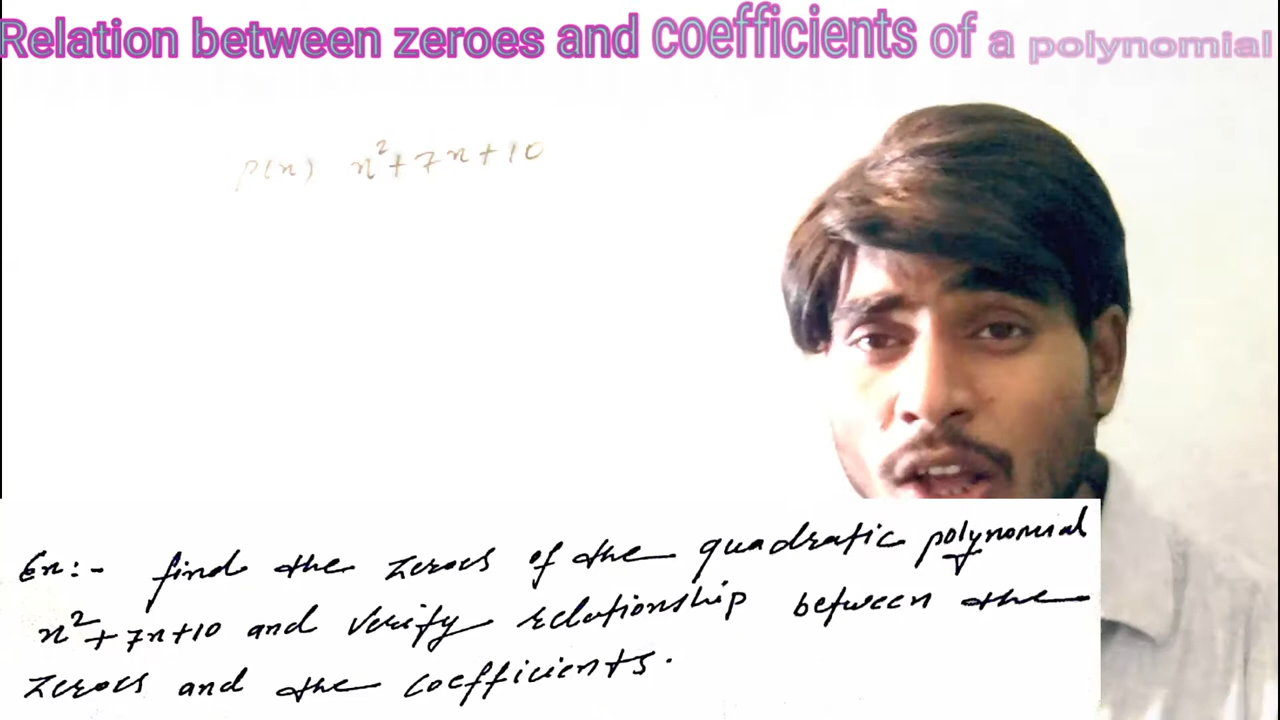 Relation between zeroes and coefficients of a polynomial
p(x) x²+7x+10
Ex:- find the zeroes of the quadratic polynomial
x²+7x+10 and verify relationship between the
zeroes and the coefficients.